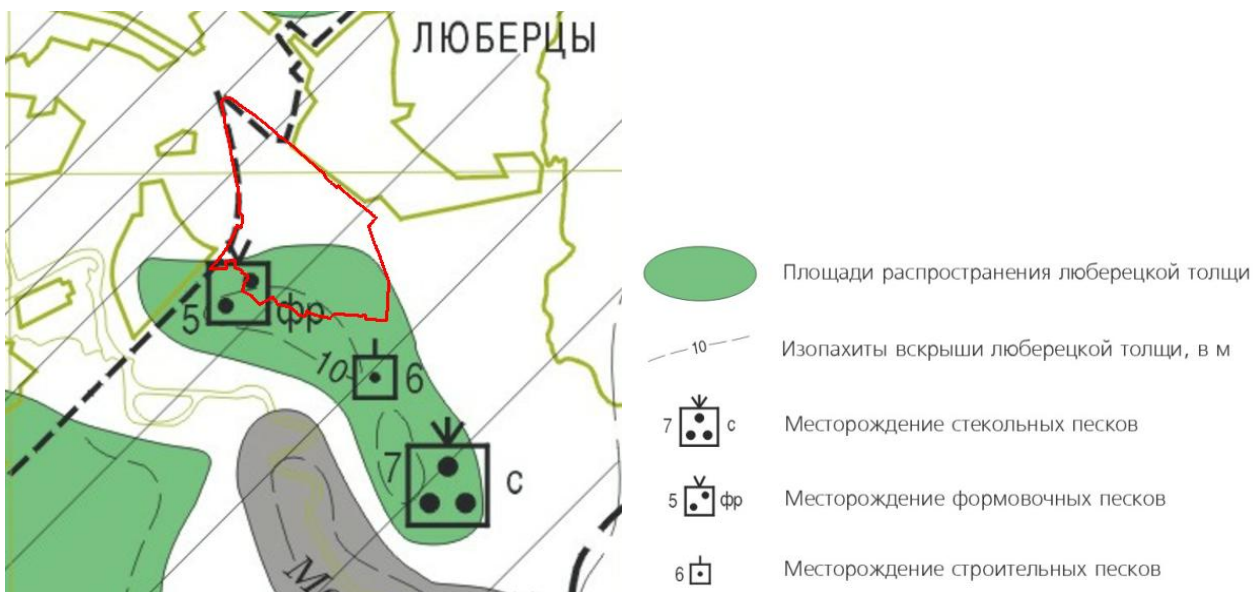 ЛЮБЕРЦЫ
5
фр
10
6
7
с
Мо
Площади распространения люберецкой толщи
10
Изопахиты вскрыши люберецкой толщи, в м
7 с
Месторождение стекольных песков
5 фр
Месторождение формовочных песков
6
Месторождение строительных песков